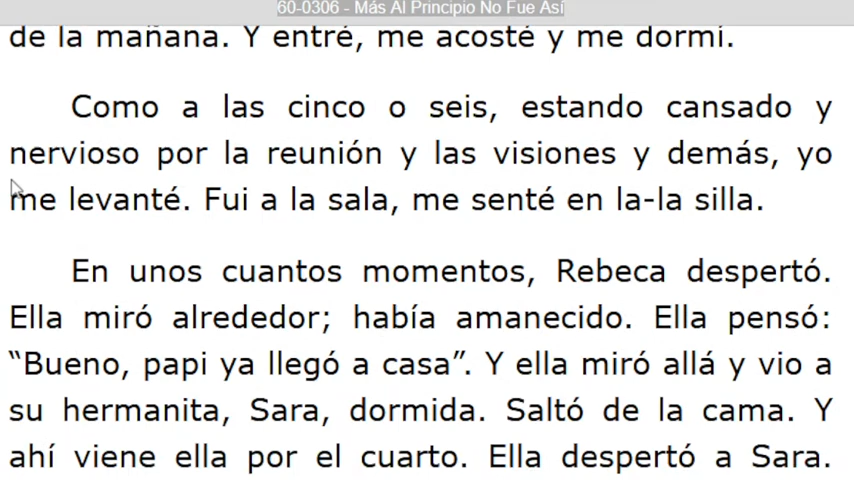 60-0306 - Más Al Principio No Fue Así
de la mañana. Y entré, me acosté y me dormí.
Como a las cinco o seis, estando cansado y
nervioso por la reunión y las visiones y demás, yo
me levanté. Fui a la sala, me senté en la-la silla.
En unos cuantos momentos, Rebeca despertó.
Ella miró alrededor; había amanecido. Ella pensó:
“Bueno, papi ya llegó a casa”. Y ella miró allá y vio a
su hermanita, Sara, dormida. Saltó de la cama. Y
ahí viene ella por el cuarto. Ella despertó a Sara.